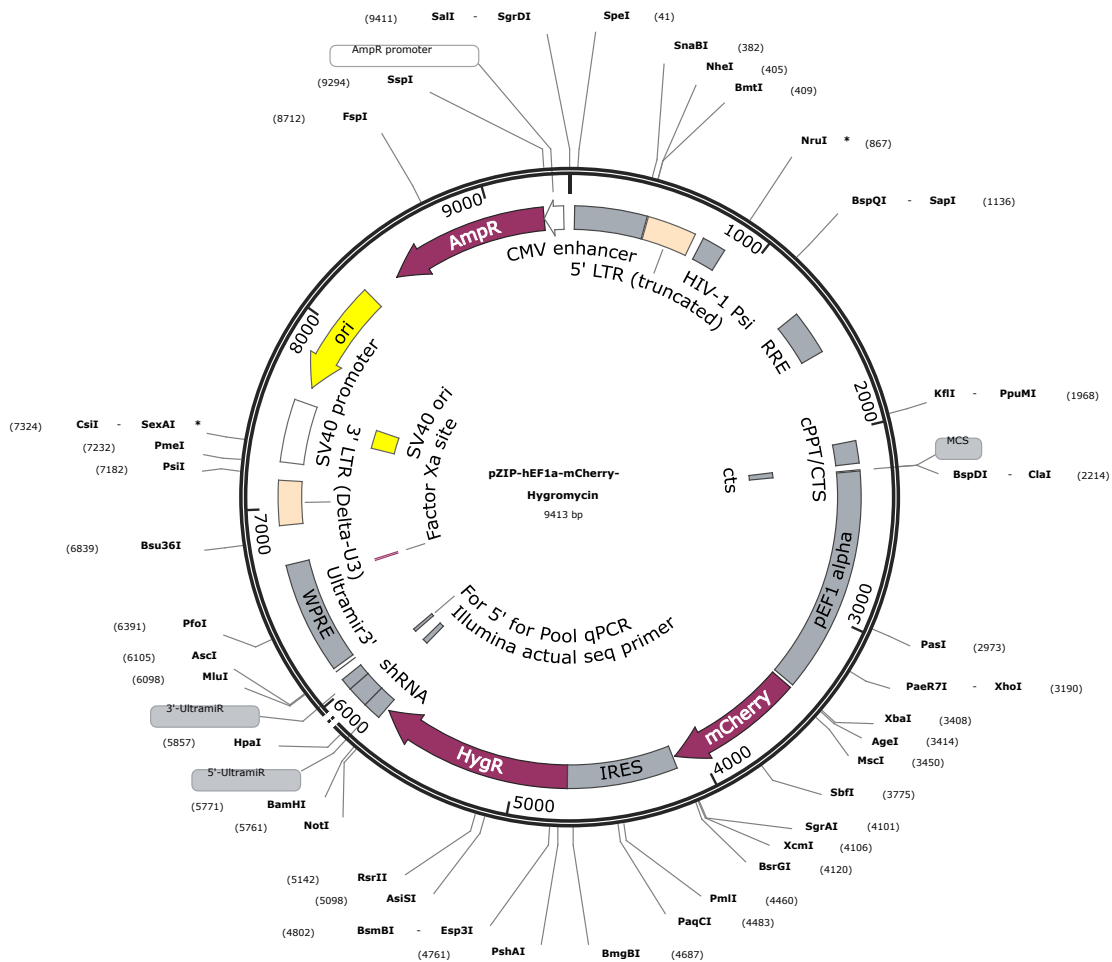 (9411) SalI - SgrDI SpeI (41)
AmpR promoter
SnaBI (382)
NheI (405)
BmtI (409)
(9294) SspI
(8712) FspI
NruI * (867)
BspQI - SapI (1136)
9000
1000
AmpR
CMV enhancer
5' LTR (truncated)
HIV-1 Psi
RRE
8000
ori
2000
KflI - PpuMI (1968)
MCS
BspDI - ClaI (2214)
cPPT/CTS
cts
SV40 promoter
SV40 ori
(7324) CsiI - SexAI *
(7232) PmeI
(7182) PsiI
3' LTR (Delta-U3)
Factor Xa site
pZIP-hEF1a-mCherry-
Hygromycin
9413 bp
7000
(6839) Bsu36I
pEF1 alpha
3000
PasI (2973)
PaeR7I - XhoI (3190)
XbaI (3408)
AgeI (3414)
MscI (3450)
WPRE
Ultramir3'
shRNA
For 5' for Pool qPCR
Illumina actual seq primer
(6391) PfoI
(6105) AscI
(6098) MluI
3'-UltramiR
6000
(5857) HpaI
5'-UltramiR
(5771) BamHI
(5761) NotI
mCherry
4000
HygR
IRES
5000
SbfI (3775)
SgrAI (4101)
XcmI (4106)
BsrGI (4120)
(5142) RsrII
(5098) AsiSI
PmlI (4460)
PaqCI (4483)
(4802) BsmBI - Esp3I
(4761) PshAI
BmgBI (4687)